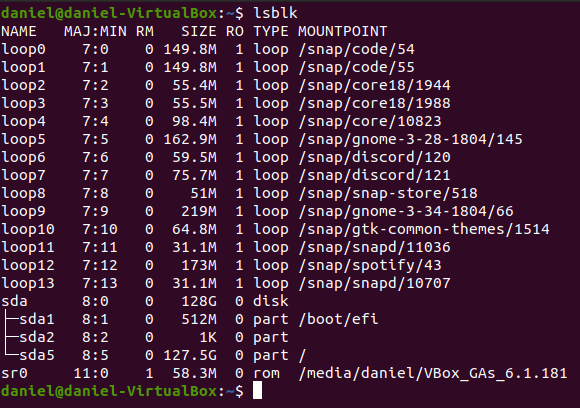 daniel@daniel-VirtualBox:~$ lsblk
NAME   MAJ:MIN RM   SIZE RO TYPE MOUNTPOINT
loop0    7:0    0 149.8M  1 loop /snap/code/54
loop1    7:1    0 149.8M  1 loop /snap/code/55
loop2    7:2    0  55.4M  1 loop /snap/core18/1944
loop3    7:3    0  55.5M  1 loop /snap/core18/1988
loop4    7:4    0  98.4M  1 loop /snap/core/10823
loop5    7:5    0 162.9M  1 loop /snap/gnome-3-28-1804/145
loop6    7:6    0  59.5M  1 loop /snap/discord/120
loop7    7:7    0  75.7M  1 loop /snap/discord/121
loop8    7:8    0    51M  1 loop /snap/snap-store/518
loop9    7:9    0   219M  1 loop /snap/gnome-3-34-1804/66
loop10   7:10   0  64.8M  1 loop /snap/gtk-common-themes/1514
loop11   7:11   0  31.1M  1 loop /snap/snapd/11036
loop12   7:12   0   173M  1 loop /snap/spotify/43
loop13   7:13   0  31.1M  1 loop /snap/snapd/10707
sda      8:0    0   128G  0 disk
├─sda1   8:1    0   512M  0 part /boot/efi
├─sda2   8:2    0     1K  0 part
└─sda5   8:5    0 127.5G  0 part /
sr0     11:0    1  58.3M  0 rom  /media/daniel/VBox_GAs_6.1.181
daniel@daniel-VirtualBox:~$